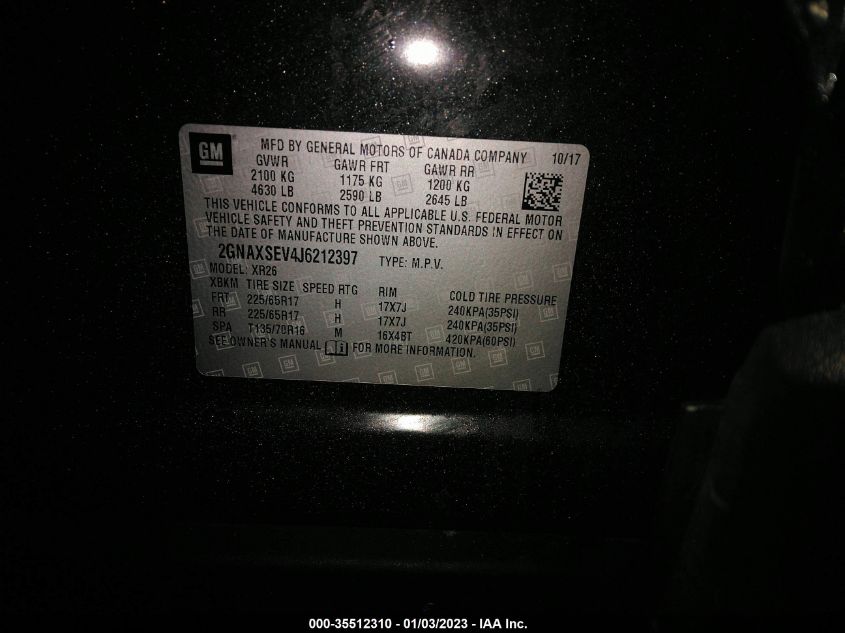 GM MFD BY GENERAL MOTORS OF CANADA COMPANY 10/17
GVWR GAWR FRT GAWR RR
2100 KG 1175 KG 1200 KG
4630 LB 2590 LB 2645 LB
THIS VEHICLE CONFORMS TO ALL APPLICABLE U.S. FEDERAL MOTOR
VEHICLE SAFETY AND THEFT PREVENTION STANDARDS IN EFFECT ON
THE DATE OF MANUFACTURE SHOWN ABOVE.
2GNAXSEV4J6212397 TYPE: M.P.V.
MODEL: XR26
XBKM TIRE SIZE SPEED RTG RIM COLD TIRE PRESSURE
FRT 225/65R17 H 17X7J 240KPA(35PSI)
RR 225/65R17 H 17X7J 240KPA(35PSI)
SPA T135/70R16 M 16X4BT 420KPA(60PSI)
SEE OWNER'S MANUAL FOR MORE INFORMATION.
000-35512310 - 01/03/2023 - IAA Inc.